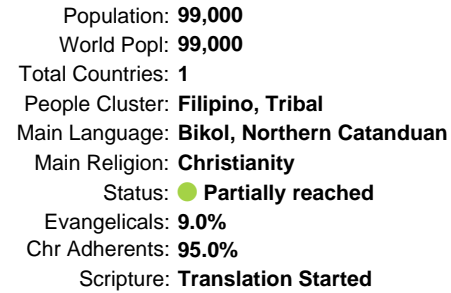 Population: 99,000
World Popl: 99,000
Total Countries: 1
People Cluster: Filipino, Tribal
Main Language: Bikol, Northern Catanduan
Main Religion: Christianity
Status: Partially reached
Evangelicals: 9.0%
Chr Adherents: 95.0%
Scripture: Translation Started